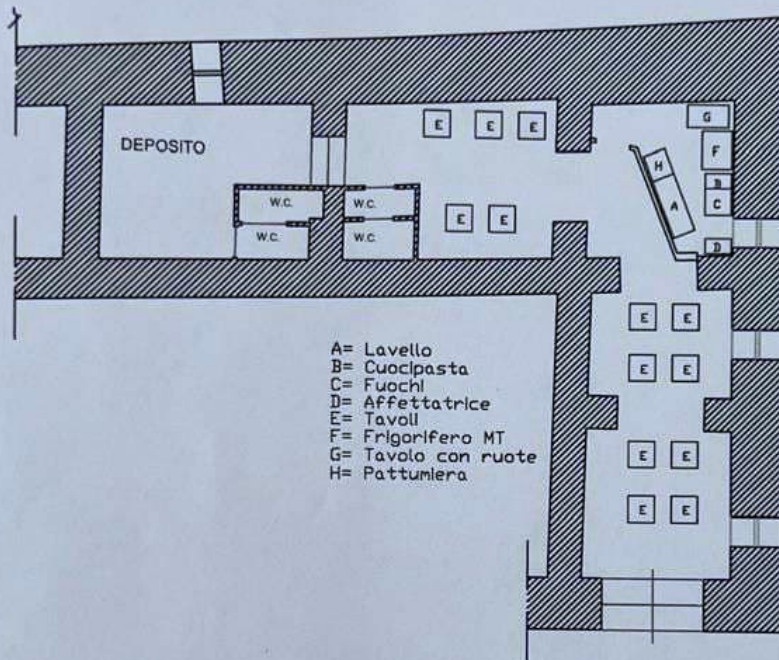 E E E
G
DEPOSITO
F
H
W.C. W.C.
B
A
C
E E
W.C. W.C.
D
E E
A= Lavello
B= Cuocipasta
C= Fuochi
D= Affettatrice
E= Tavoli
E E
F= Frigorifero MT
G= Tavolo con ruote
H= Pattumiera
E E
E E